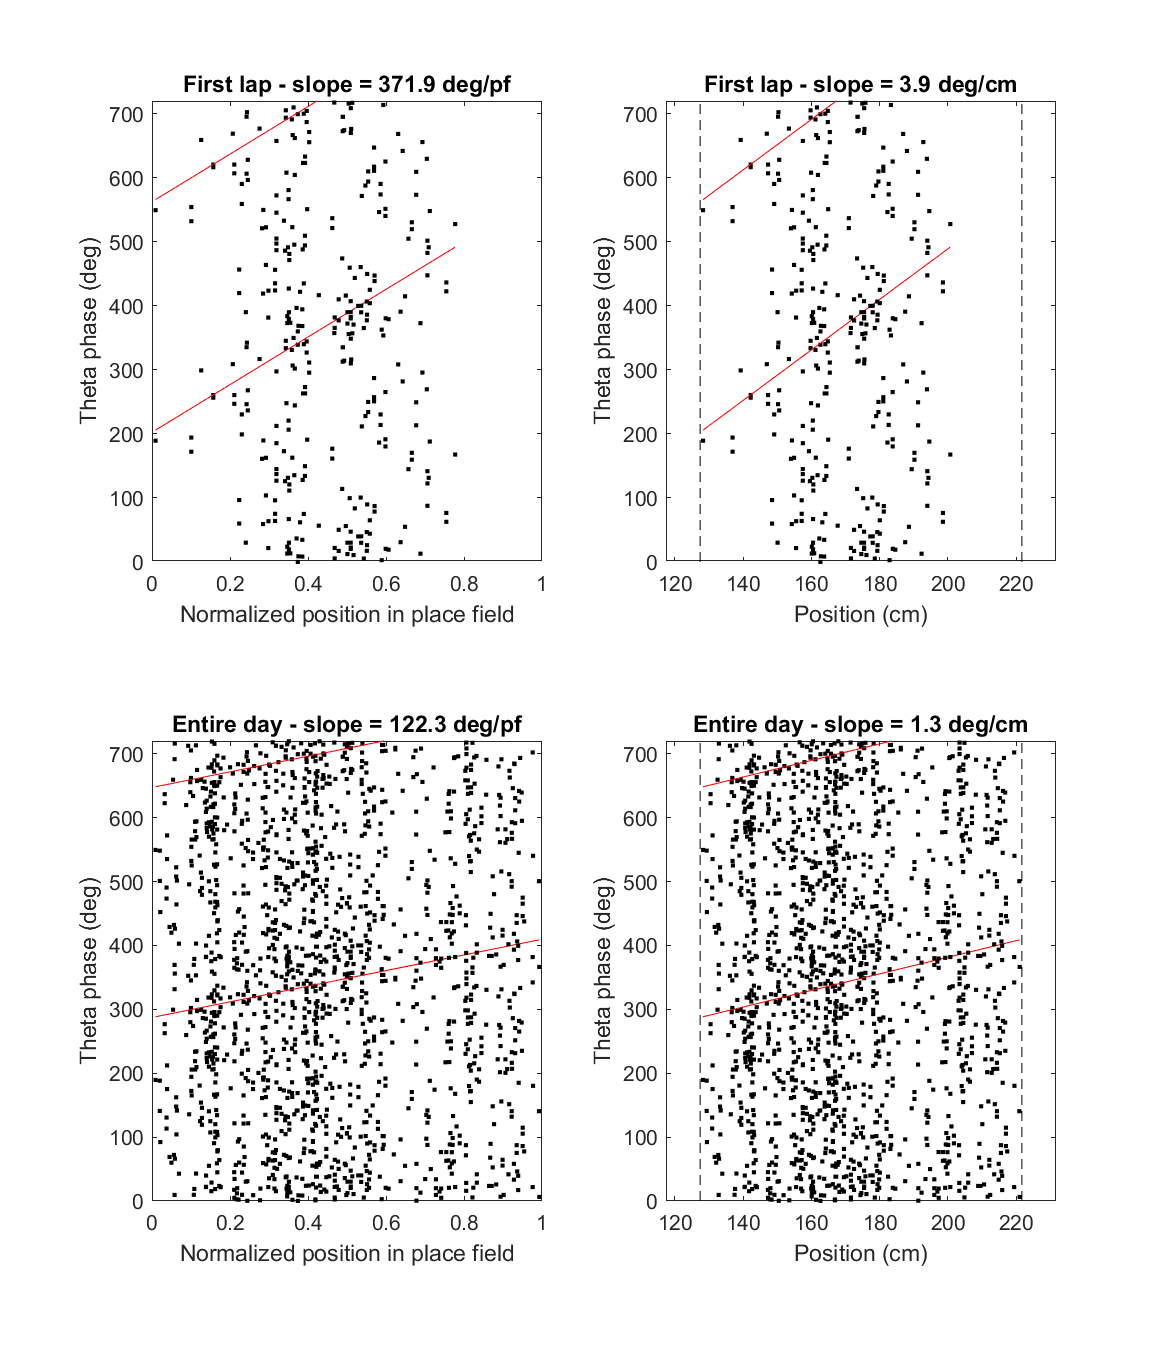 First lap - slope = 371.9 deg/pf
700
600
500
400
300
200
100
0
Theta phase (deg)
0 0.2 0.4 0.6 0.8 1
Normalized position in place field
First lap - slope = 3.9 deg/cm
700
600
500
400
300
200
100
0
Theta phase (deg)
120 140 160 180 200 220
Position (cm)
Entire day - slope = 122.3 deg/pf
700
600
500
400
300
200
100
0
Theta phase (deg)
0 0.2 0.4 0.6 0.8 1
Normalized position in place field
Entire day - slope = 1.3 deg/cm
700
600
500
400
300
200
100
0
Theta phase (deg)
120 140 160 180 200 220
Position (cm)